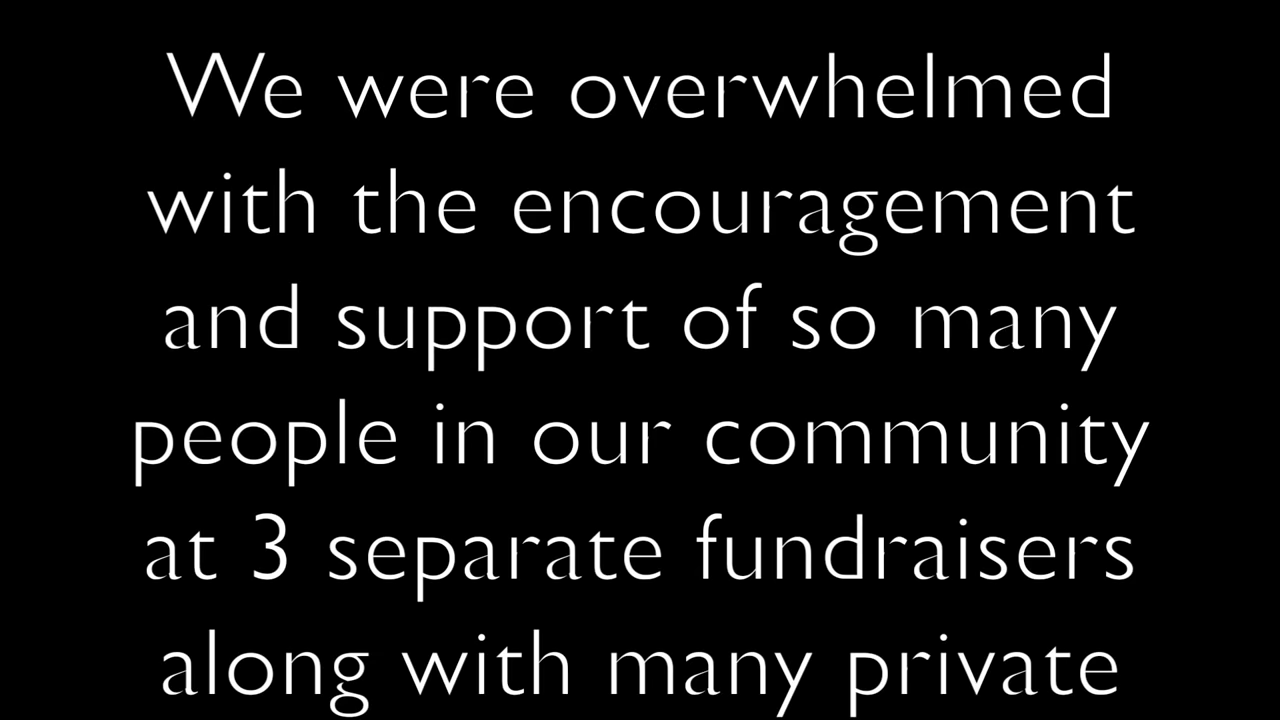 We were overwhelmed
with the encouragement
and support of so many
people in our community
at 3 separate fundraisers
along with many private